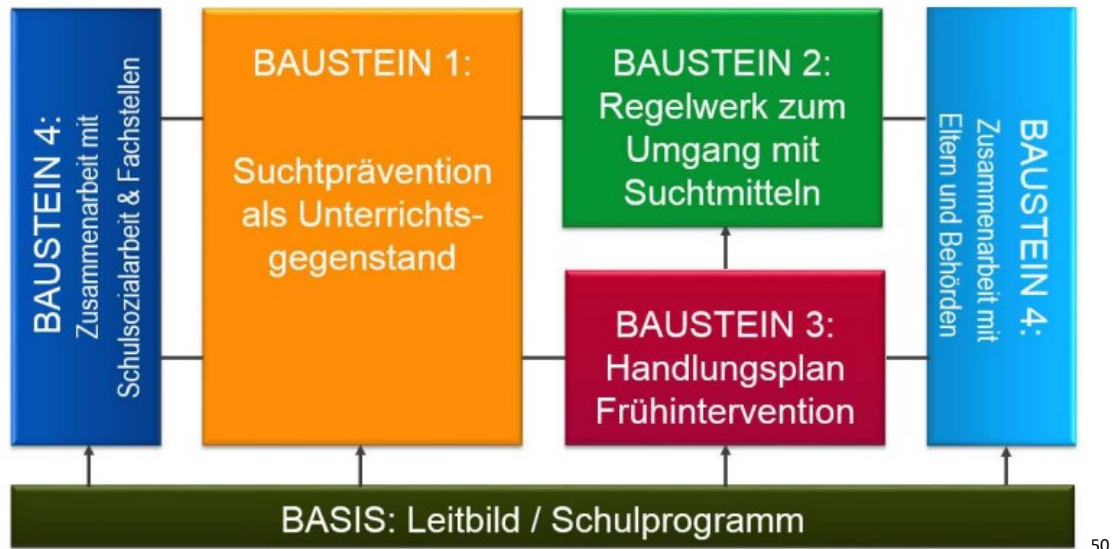 BAUSTEIN 4:
Zusammenarbeit mit
Schulsozialarbeit & Fachstellen
BAUSTEIN 1:
Suchtprävention
als Unterrichts-
gegenstand
BAUSTEIN 2:
Regelwerk zum
Umgang mit
Suchtmitteln
BAUSTEIN 3:
Handlungsplan
Frühintervention
BAUSTEIN 4:
Zusammenarbeit mit
Eltern und Behörden
BASIS: Leitbild / Schulprogramm
50